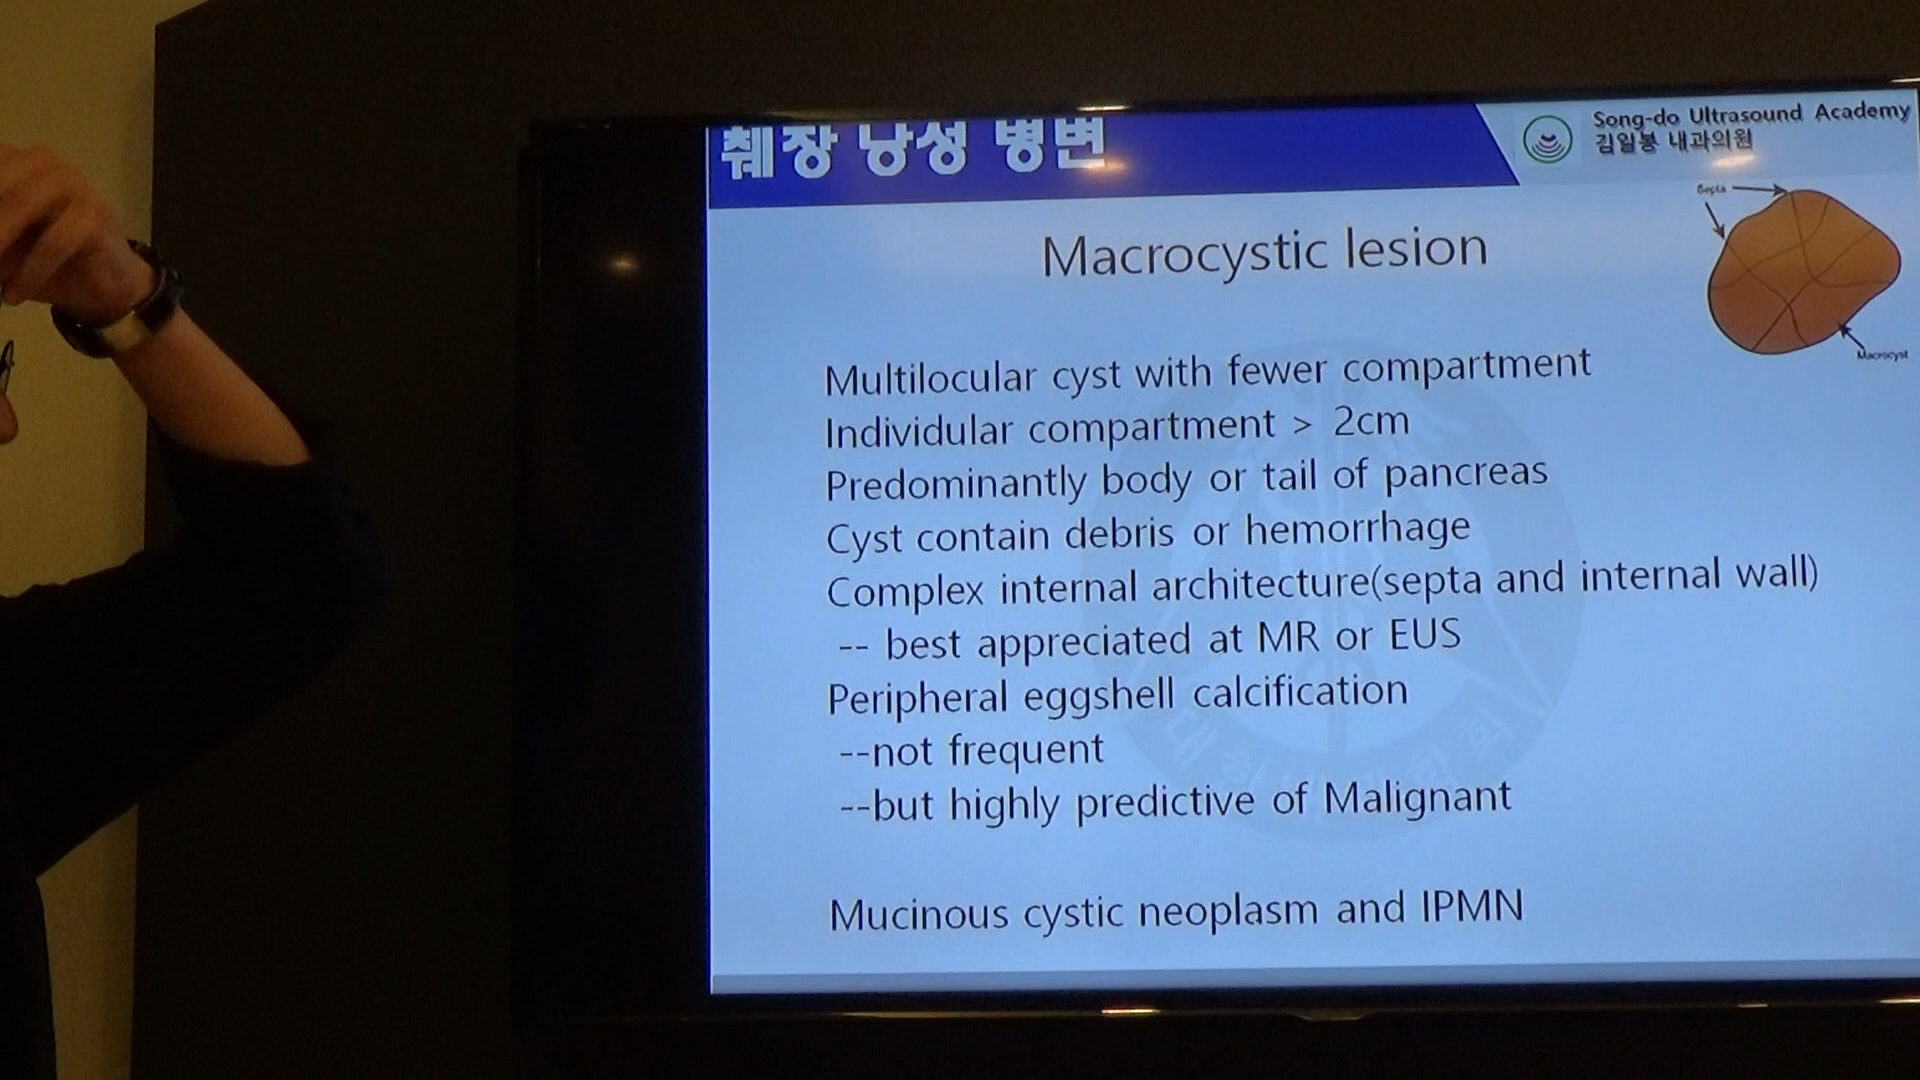 췌장 낭성 병변
Song-do Ultrasound Academy
김일봉 내과의원
Septa
Macrocystic lesion
Macrocyst
Multilocular cyst with fewer compartment
Individular compartment > 2cm
Predominantly body or tail of pancreas
Cyst contain debris or hemorrhage
Complex internal architecture(septa and internal wall)
-- best appreciated at MR or EUS
Peripheral eggshell calcification
--not frequent
--but highly predictive of Malignant
Mucinous cystic neoplasm and IPMN